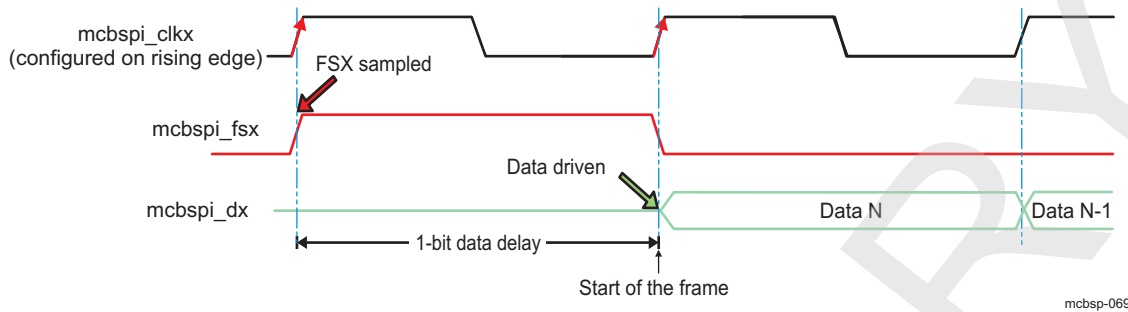 mcbspi_clkx
(configured on rising edge)
FSX sampled
mcbspi_fsx
Data driven
mcbspi_dx
Data N
Data N-1
1-bit data delay
Start of the frame
mcbsp-069